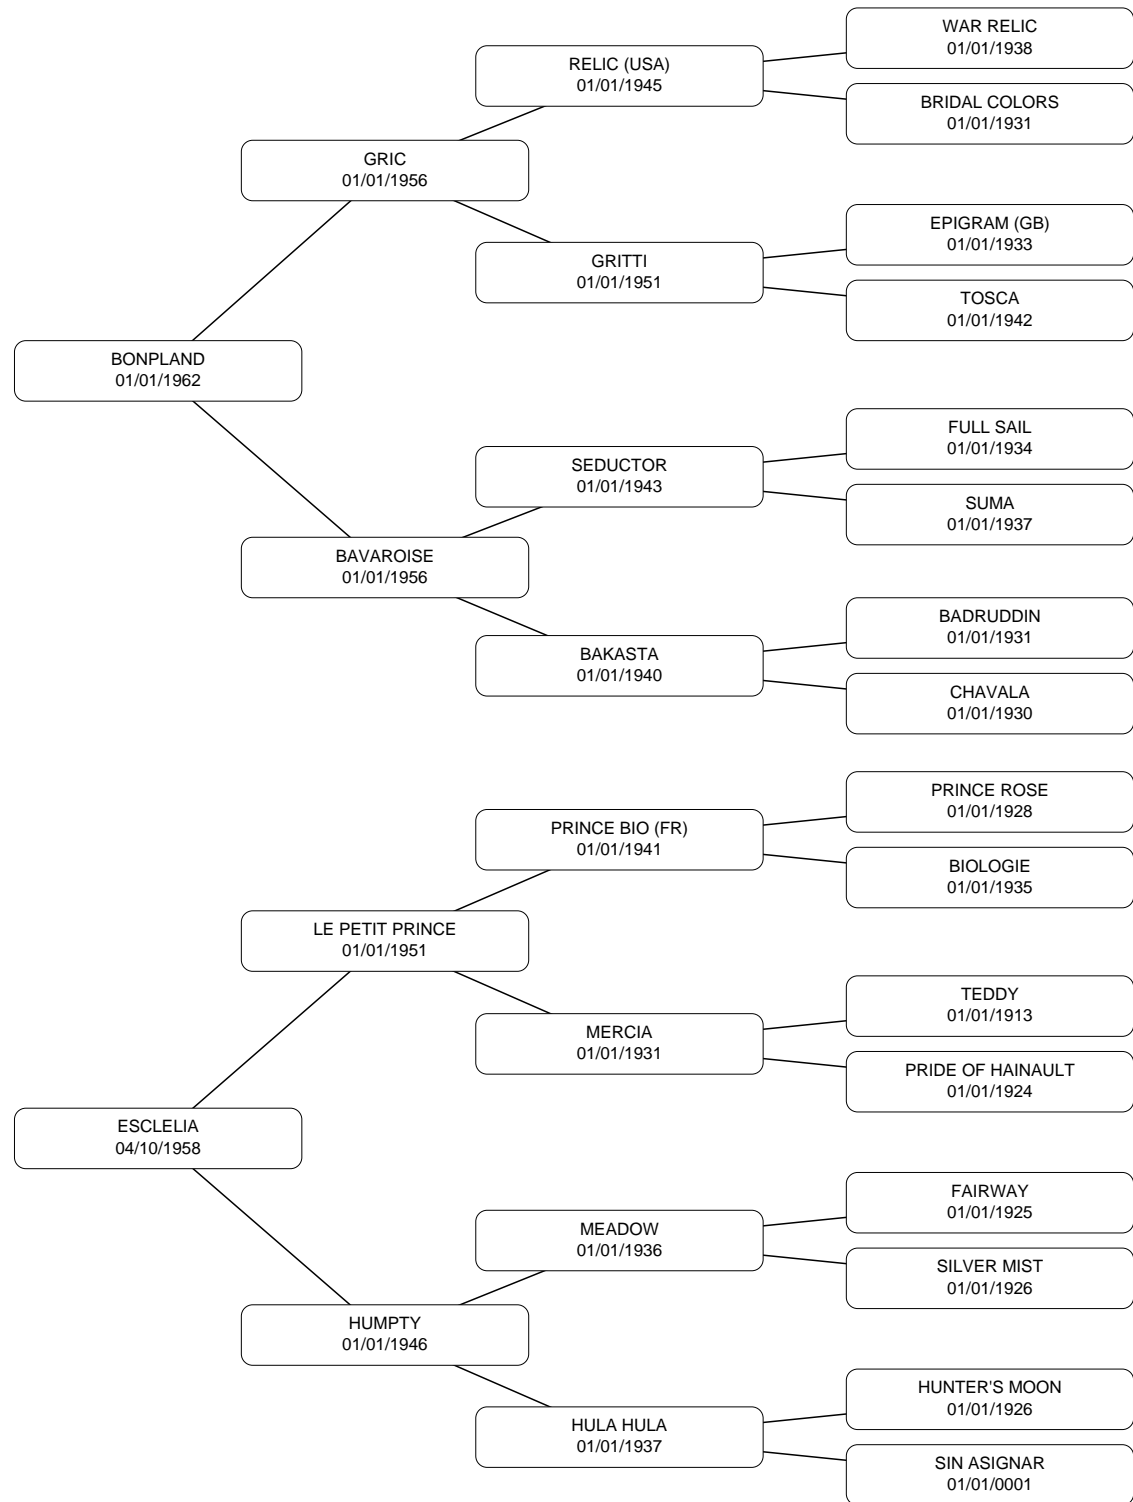 WAR RELIC
01/01/1938
RELIC (USA)
01/01/1945
BRIDAL COLORS
01/01/1931
GRIC
01/01/1956
EPIGRAM (GB)
01/01/1933
GRITTI
01/01/1951
TOSCA
01/01/1942
BONPLAND
01/01/1962
FULL SAIL
01/01/1934
SEDUCTOR
01/01/1943
SUMA
01/01/1937
BAVAROISE
01/01/1956
BADRUDDIN
01/01/1931
BAKASTA
01/01/1940
CHAVALA
01/01/1930
PRINCE ROSE
01/01/1928
PRINCE BIO (FR)
01/01/1941
BIOLOGIE
01/01/1935
LE PETIT PRINCE
01/01/1951
TEDDY
01/01/1913
MERCIA
01/01/1931
PRIDE OF HAINAULT
01/01/1924
ESCLELIA
04/10/1958
FAIRWAY
01/01/1925
MEADOW
01/01/1936
SILVER MIST
01/01/1926
HUMPTY
01/01/1946
HUNTER'S MOON
01/01/1926
HULA HULA
01/01/1937
SIN ASIGNAR
01/01/0001